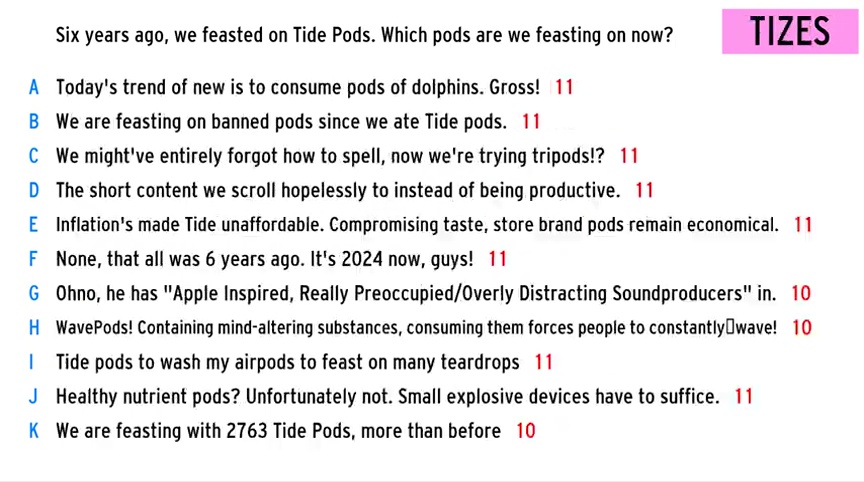 Six years ago, we feasted on Tide Pods. Which pods are we feasting on now? TIZES
A Today's trend of new is to consume pods of dolphins. Gross! 11
B We are feasting on banned pods since we ate Tide pods. 11
C We might've entirely forgot how to spell, now we're trying tripods!? 11
D The short content we scroll hopelessly to instead of being productive. 11
E Inflation's made Tide unaffordable. Compromising taste, store brand pods remain economical. 11
F None, that all was 6 years ago. It's 2024 now, guys! 11
G Ohno, he has "Apple Inspired, Really Preoccupied/Overly Distracting Soundproducers" in. 10
H WavePods! Containing mind-altering substances, consuming them forces people to constantly▯wave! 10
I Tide pods to wash my airpods to feast on many teardrops 11
J Healthy nutrient pods? Unfortunately not. Small explosive devices have to suffice. 11
K We are feasting with 2763 Tide Pods, more than before 10